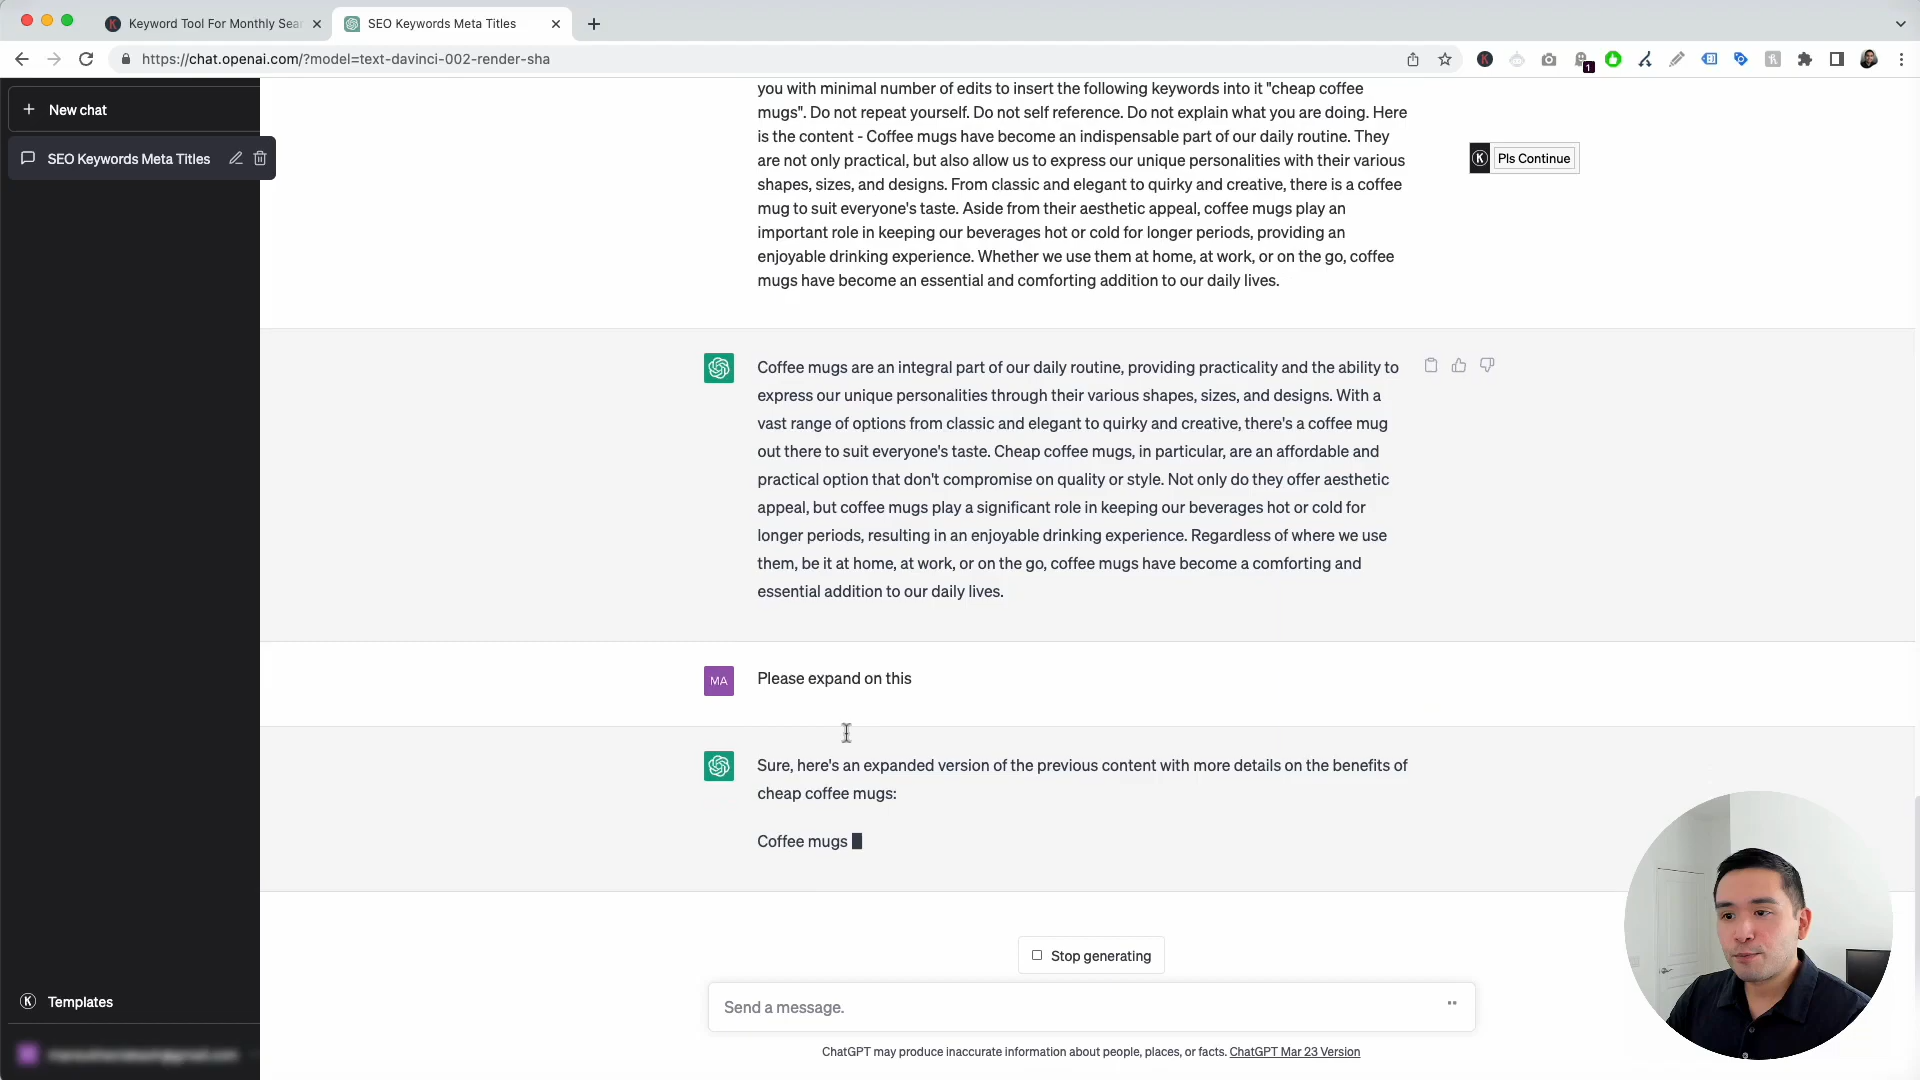 Keyword Tool For Monthly Sear
SEO Keywords Meta Titles
https://chat.openai.com/?model=text-davinci-002-render-sha
1
New chat
SEO Keywords Meta Titles
you with minimal number of edits to insert the following keywords into it "cheap coffee
mugs". Do not repeat yourself. Do not self reference. Do not explain what you are doing. Here
is the content - Coffee mugs have become an indispensable part of our daily routine. They
are not only practical, but also allow us to express our unique personalities with their various
shapes, sizes, and designs. From classic and elegant to quirky and creative, there is a coffee
mug to suit everyone's taste. Aside from their aesthetic appeal, coffee mugs play an
important role in keeping our beverages hot or cold for longer periods, providing an
enjoyable drinking experience. Whether we use them at home, at work, or on the go, coffee
mugs have become an essential and comforting addition to our daily lives.
K Pls Continue
Coffee mugs are an integral part of our daily routine, providing practicality and the ability to
express our unique personalities through their various shapes, sizes, and designs. With a
vast range of options from classic and elegant to quirky and creative, there's a coffee mug
out there to suit everyone's taste. Cheap coffee mugs, in particular, are an affordable and
practical option that don't compromise on quality or style. Not only do they offer aesthetic
appeal, but coffee mugs play a significant role in keeping our beverages hot or cold for
longer periods, resulting in an enjoyable drinking experience. Regardless of where we use
them, be it at home, at work, or on the go, coffee mugs have become a comforting and
essential addition to our daily lives.
MA
Please expand on this
Sure, here's an expanded version of the previous content with more details on the benefits of
cheap coffee mugs:
Coffee mugs
Stop generating
Send a message.
ChatGPT may produce inaccurate information about people, places, or facts. ChatGPT Mar 23 Version
K Templates